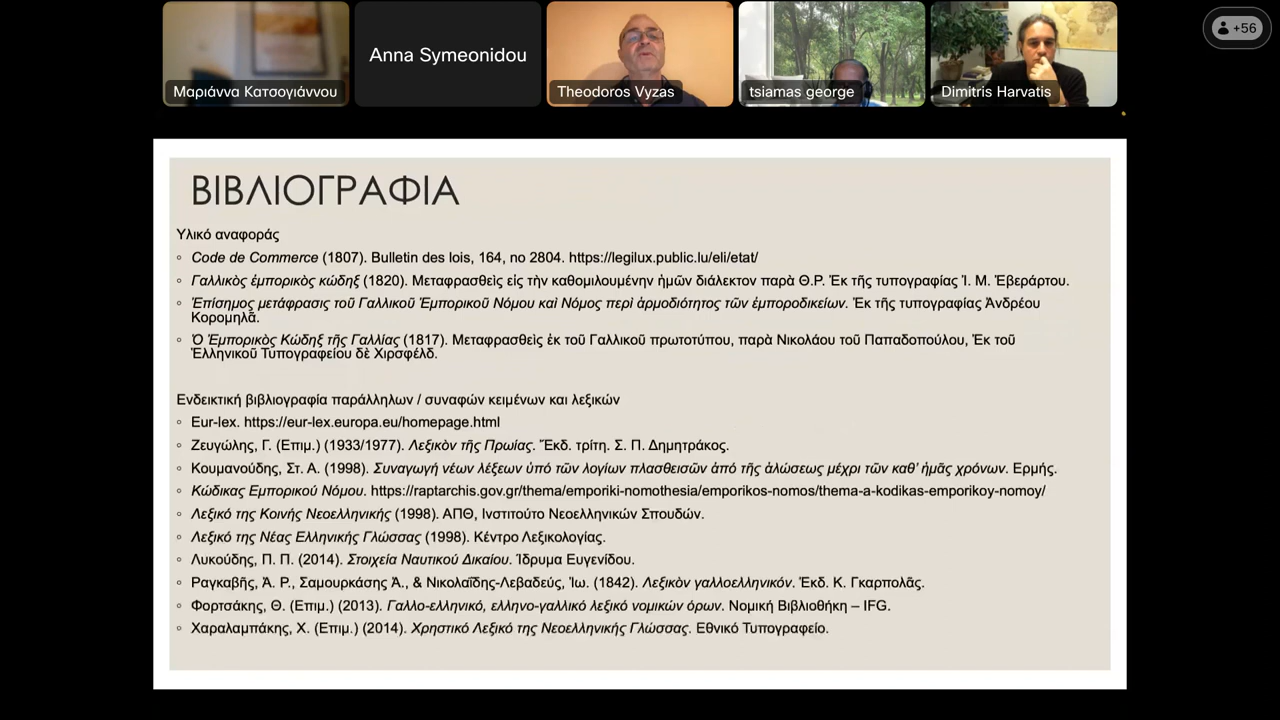 +56
Μαριάννα Κατσογιάννου
Anna Symeonidou
Theodoros Vyzas
tsiamas george
Dimitris Harvatis
ΒΙΒΛΙΟΓΡΑΦΙΑ
Υλικό αναφοράς
◦ Code de Commerce (1807). Bulletin des lois, 164, no 2804. https://legilux.public.lu/eli/etat/
◦ Γαλλικὸς ἐμπορικὸς κώδηξ (1820). Μεταφρασθεὶς εἰς τὴν καθομιλουμένην ἡμῶν διάλεκτον παρὰ Θ.Ρ. Ἐκ τῆς τυπογραφίας Ἰ. Μ. Ἐβεράρτου.
◦ Ἐπίσημος μετάφρασις τοῦ Γαλλικοῦ Ἐμπορικοῦ Νόμου καὶ Νόμος περὶ ἁρμοδιότητος τῶν ἐμποροδικείων. Ἐκ τῆς τυπογραφίας Ἀνδρέου
Κορομηλᾶ.
◦ Ὁ Ἐμπορικὸς Κώδηξ τῆς Γαλλίας (1817). Μεταφρασθεὶς ἐκ τοῦ Γαλλικοῦ πρωτοτύπου, παρὰ Νικολάου τοῦ Παπαδοπούλου, Ἐκ τοῦ
Ἑλληνικοῦ Τυπογραφείου δὲ Χιρσφέλδ.
Ενδεικτική βιβλιογραφία παράλληλων / συναφών κειμένων και λεξικών
◦ Eur-lex. https://eur-lex.europa.eu/homepage.html
◦ Ζευγώλης, Γ. (Επιμ.) (1933/1977). Λεξικὸν τῆς Πρωίας. Ἔκδ. τρίτη. Σ. Π. Δημητράκος.
◦ Κουμανούδης, Στ. Α. (1998). Συναγωγή νέων λέξεων ὑπό τῶν λογίων πλασθεισῶν ἀπό τῆς ἁλώσεως μέχρι τῶν καθ’ ἡμᾶς χρόνων. Ερμής.
◦ Κώδικας Εμπορικού Νόμου. https://raptarchis.gov.gr/thema/emporiki-nomothesia/emporikos-nomos/thema-a-kodikas-emporikoy-nomoy/
◦ Λεξικό της Κοινής Νεοελληνικής (1998). ΑΠΘ, Ινστιτούτο Νεοελληνικών Σπουδών.
◦ Λεξικό της Νέας Ελληνικής Γλώσσας (1998). Κέντρο Λεξικολογίας.
◦ Λυκούδης, Π. Π. (2014). Στοιχεία Ναυτικού Δικαίου. Ίδρυμα Ευγενίδου.
◦ Ραγκαβῆς, Ἀ. Ρ., Σαμουρκάσης Ἀ., & Νικολαΐδης-Λεβαδεύς, Ἰω. (1842). Λεξικὸν γαλλοελληνικόν. Ἐκδ. Κ. Γκαρπολᾶς.
◦ Φορτσάκης, Θ. (Επιμ.) (2013). Γαλλο-ελληνικό, ελληνο-γαλλικό λεξικό νομικών όρων. Νομική Βιβλιοθήκη – IFG.
◦ Χαραλαμπάκης, Χ. (Επιμ.) (2014). Χρηστικό Λεξικό της Νεοελληνικής Γλώσσας. Εθνικό Τυπογραφείο.